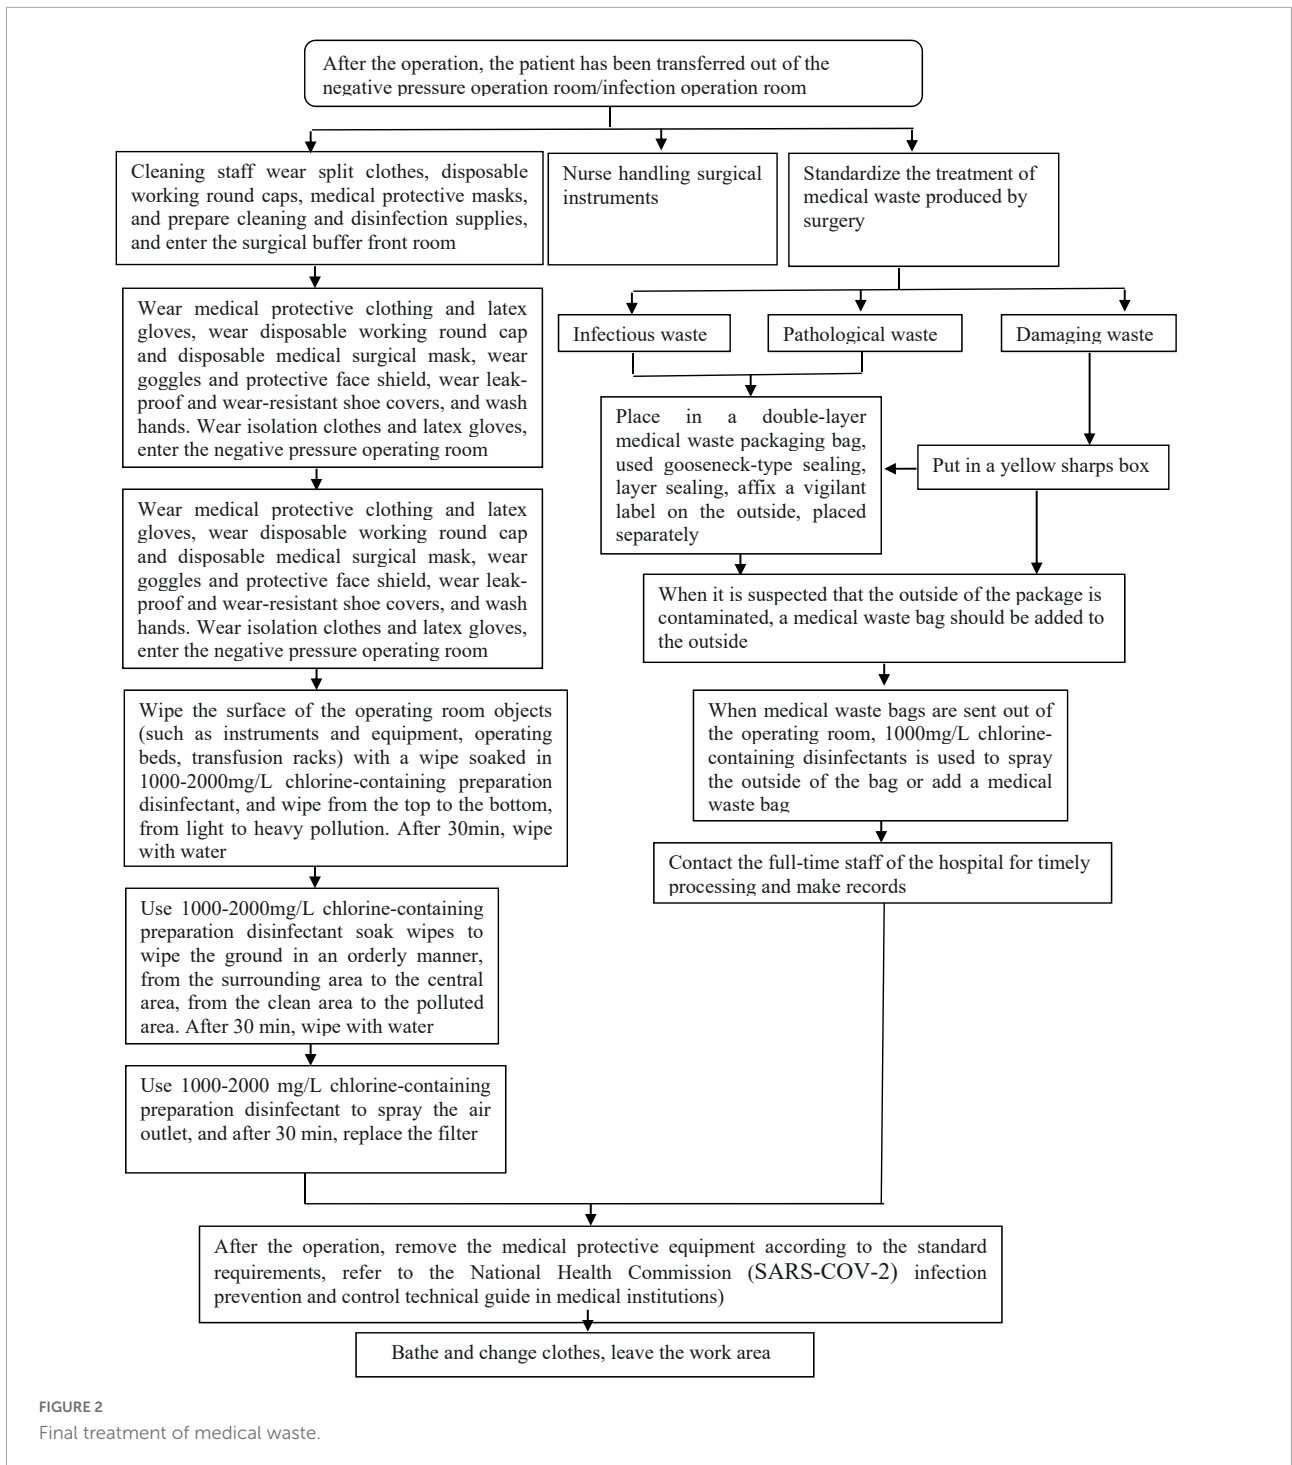 After the operation, the patient has been transferred out of the
negative pressure operation room/infection operation room
Cleaning staff wear split clothes, disposable
working round caps, medical protective masks,
and prepare cleaning and disinfection supplies,
and enter the surgical buffer front room
Nurse handling surgical
instruments
Standardize the treatment of
medical waste produced by
surgery
Wear medical protective clothing and latex
gloves, wear disposable working round cap
and disposable medical surgical mask, wear
goggles and protective face shield, wear leak-
proof and wear-resistant shoe covers, and wash
hands. Wear isolation clothes and latex gloves,
enter the negative pressure operating room
Infectious waste
Pathological waste
Damaging waste
Place in a double-layer
medical waste packaging bag,
used gooseneck-type sealing,
layer sealing, affix a vigilant
label on the outside, placed
separately
Put in a yellow sharps box
Wear medical protective clothing and latex
gloves, wear disposable working round cap
and disposable medical surgical mask, wear
goggles and protective face shield, wear leak-
proof and wear-resistant shoe covers, and wash
hands. Wear isolation clothes and latex gloves,
enter the negative pressure operating room
When it is suspected that the outside of the package is
contaminated, a medical waste bag should be added to
the outside
Wipe the surface of the operating room objects
(such as instruments and equipment, operating
beds, transfusion racks) with a wipe soaked in
1000-2000mg/L chlorine-containing preparation
disinfectant, and wipe from the top to the bottom,
from light to heavy pollution. After 30min, wipe
with water
When medical waste bags are sent out of
the operating room, 1000mg/L chlorine-
containing disinfectants is used to spray
the outside of the bag or add a medical
waste bag
Contact the full-time staff of the hospital for timely
processing and make records
Use 1000-2000mg/L chlorine-containing
preparation disinfectant soak wipes to
wipe the ground in an orderly manner,
from the surrounding area to the central
area, from the clean area to the polluted
area. After 30 min, wipe with water
Use 1000-2000 mg/L chlorine-containing
preparation disinfectant to spray the air
outlet, and after 30 min, replace the filter
After the operation, remove the medical protective equipment according to the standard
requirements, refer to the National Health Commission (SARS-COV-2) infection
prevention and control technical guide in medical institutions)
Bathe and change clothes, leave the work area
FIGURE 2
Final treatment of medical waste.